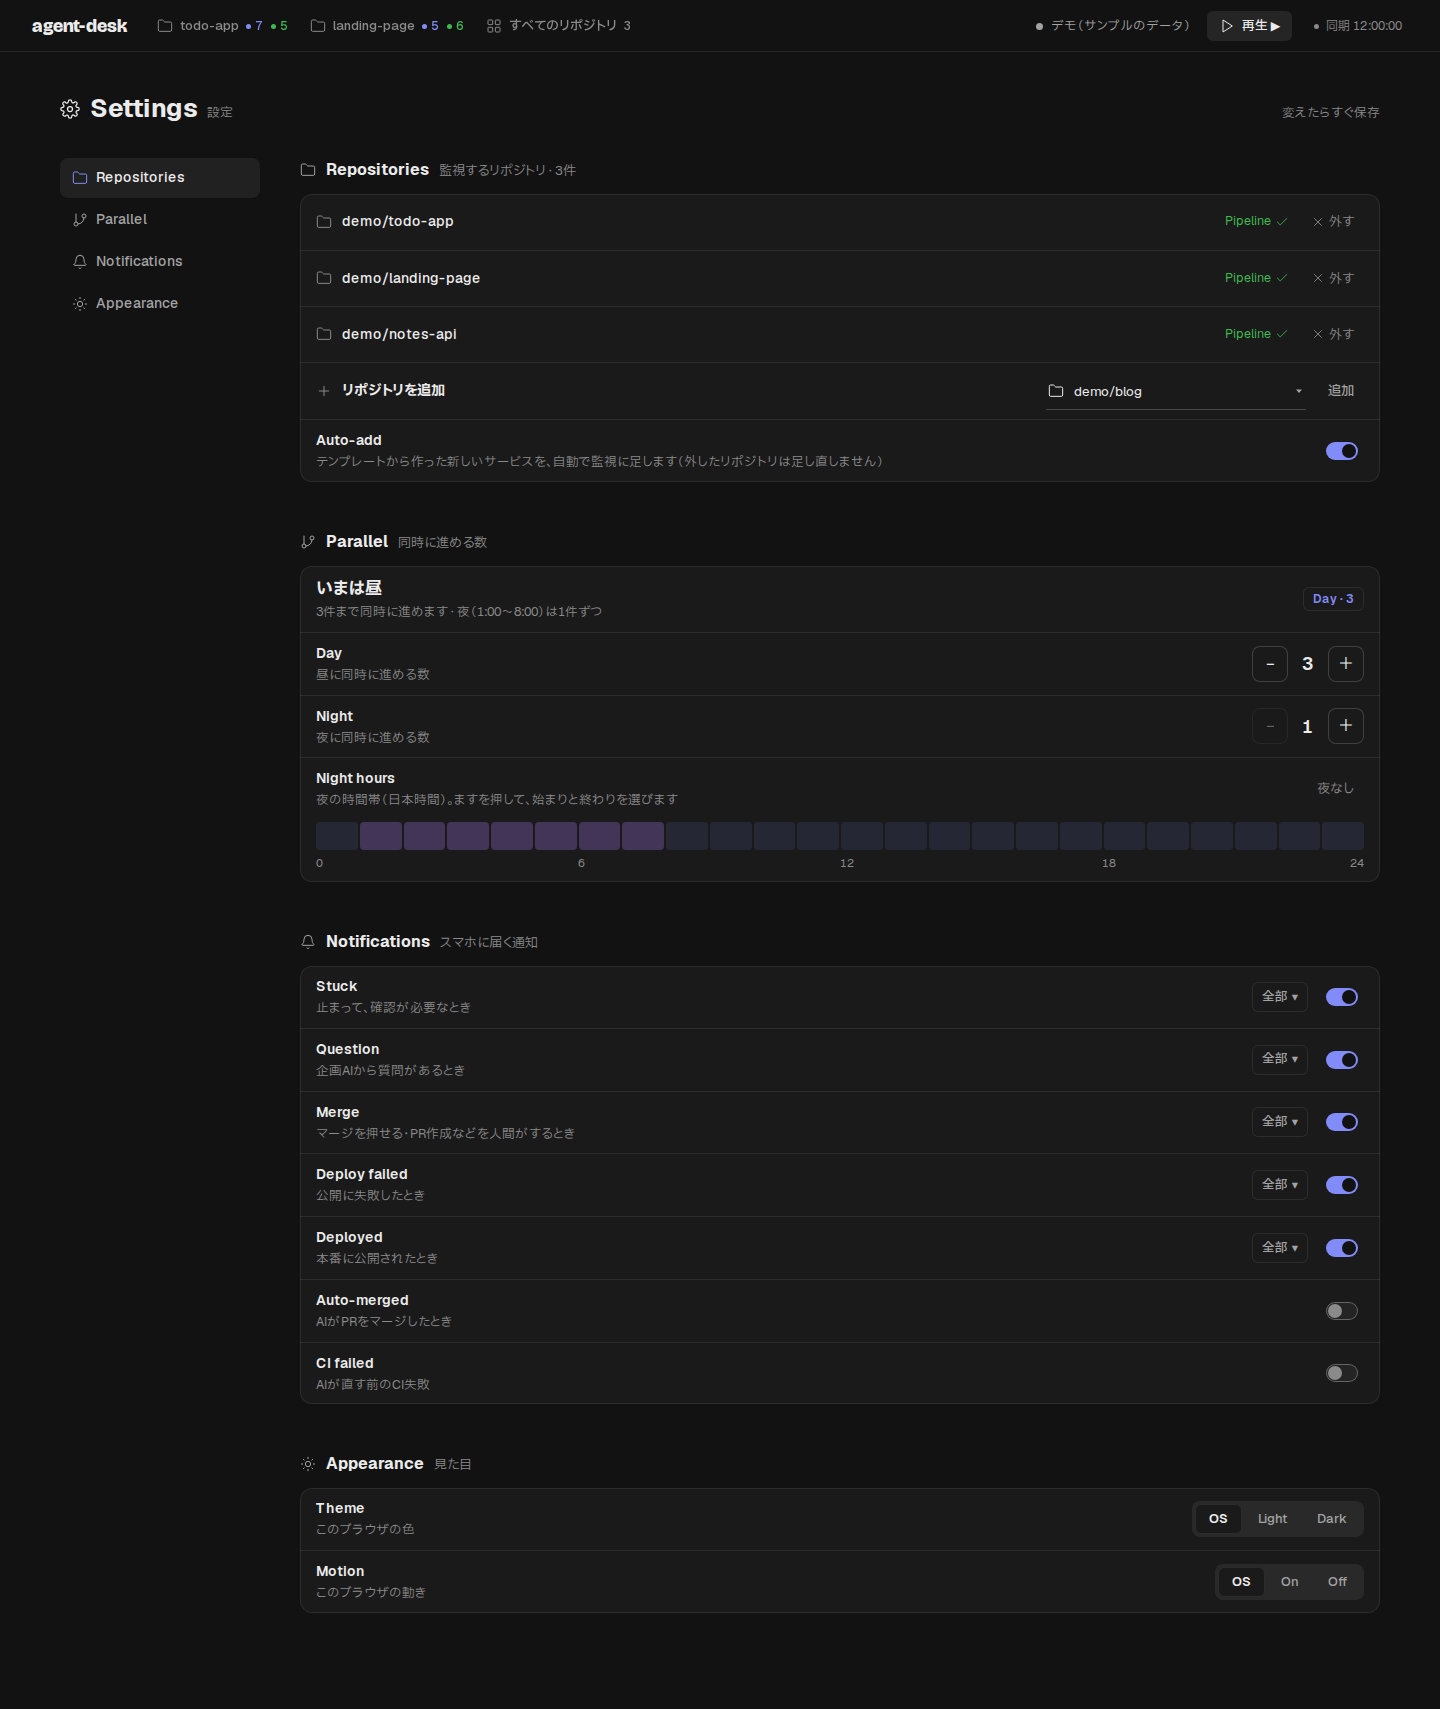 agent-desk
todo-app 7 5
landing-page 5 6
すべてのリポジトリ 3
デモ(サンプルのデータ)
再生▶
同期 12:00:00
Settings 設定
変えたらすぐ保存
Repositories
Parallel
Notifications
Appearance
Repositories 監視するリポジトリ · 3件
demo/todo-app Pipeline 外す
demo/landing-page Pipeline 外す
demo/notes-api Pipeline 外す
リポジトリを追加 demo/blog 追加
Auto-add
テンプレートから作った新しいサービスを、自動で監視に足します(外したリポジトリは足し直しません)
Parallel 同時に進める数
いまは昼
3件まで同時に進めます · 夜(1:00〜8:00)は1件ずつ
Day · 3
Day
昼に同時に進める数
− 3 ＋
Night
夜に同時に進める数
− 1 ＋
Night hours
夜の時間帯(日本時間)。ますを押して、始まりと終わりを選びます
夜なし
0 6 12 18 24
Notifications スマホに届く通知
Stuck
止まって、確認が必要なとき
全部 ▾
Question
企画AIから質問があるとき
全部 ▾
Merge
マージを押せる・PR作成などを人間がするとき
全部 ▾
Deploy failed
公開に失敗したとき
全部 ▾
Deployed
本番に公開されたとき
全部 ▾
Auto-merged
AIがPRをマージしたとき
CI failed
AIが直す前のCI失敗
Appearance 見た目
Theme
このブラウザの色
OS Light Dark
Motion
このブラウザの動き
OS On Off